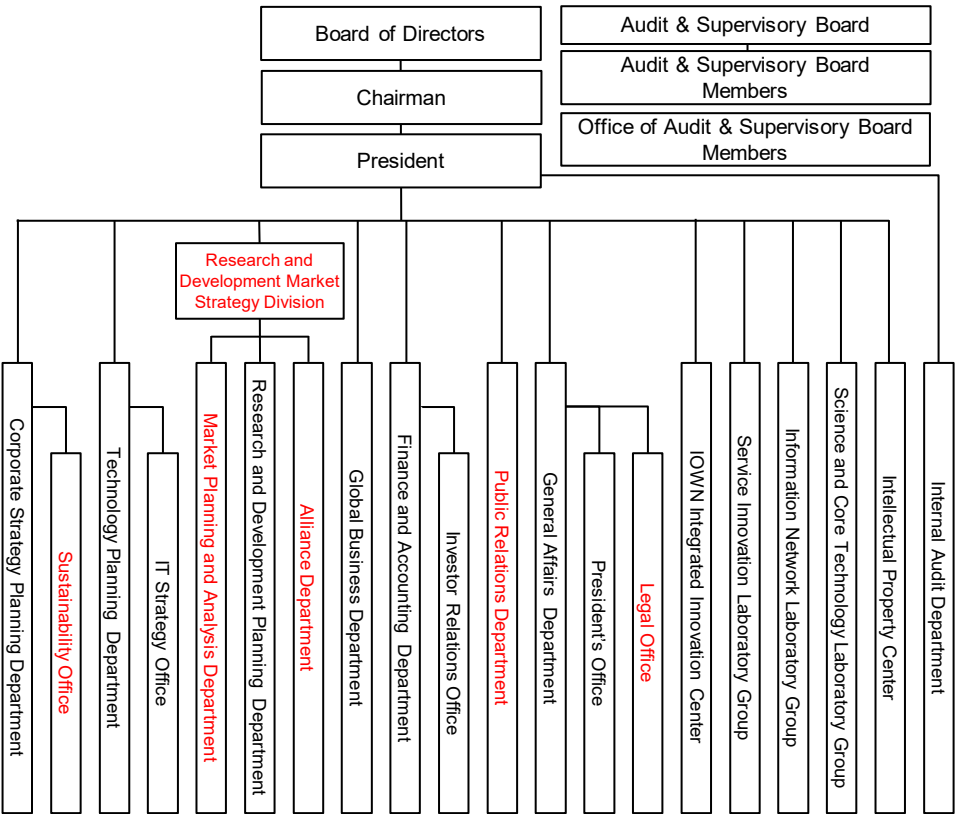 Board of Directors
Audit & Supervisory Board
Audit & Supervisory Board
Members
Chairman
Office of Audit & Supervisory Board
Members
President
Research and
Development Market
Strategy Division
Corporate Strategy Planning Department
Sustainability Office
Technology Planning Department
IT Strategy Office
Market Planning and Analysis Department
Research and Development Planning Department
Alliance Department
Global Business Department
Finance and Accounting Department
Investor Relations Office
Public Relations Department
General Affairs Department
President's Office
Legal Office
IOWN Integrated Innovation Center
Service Innovation Laboratory Group
Information Network Laboratory Group
Science and Core Technology Laboratory Group
Intellectual Property Center
Internal Audit Department